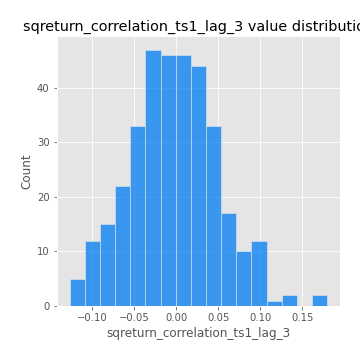 sqreturn_correlation_ts1_lag_3 value distributio
Count
40
30
20
10
0
−0.10 −0.05 0.00 0.05 0.10 0.15
sqreturn_correlation_ts1_lag_3